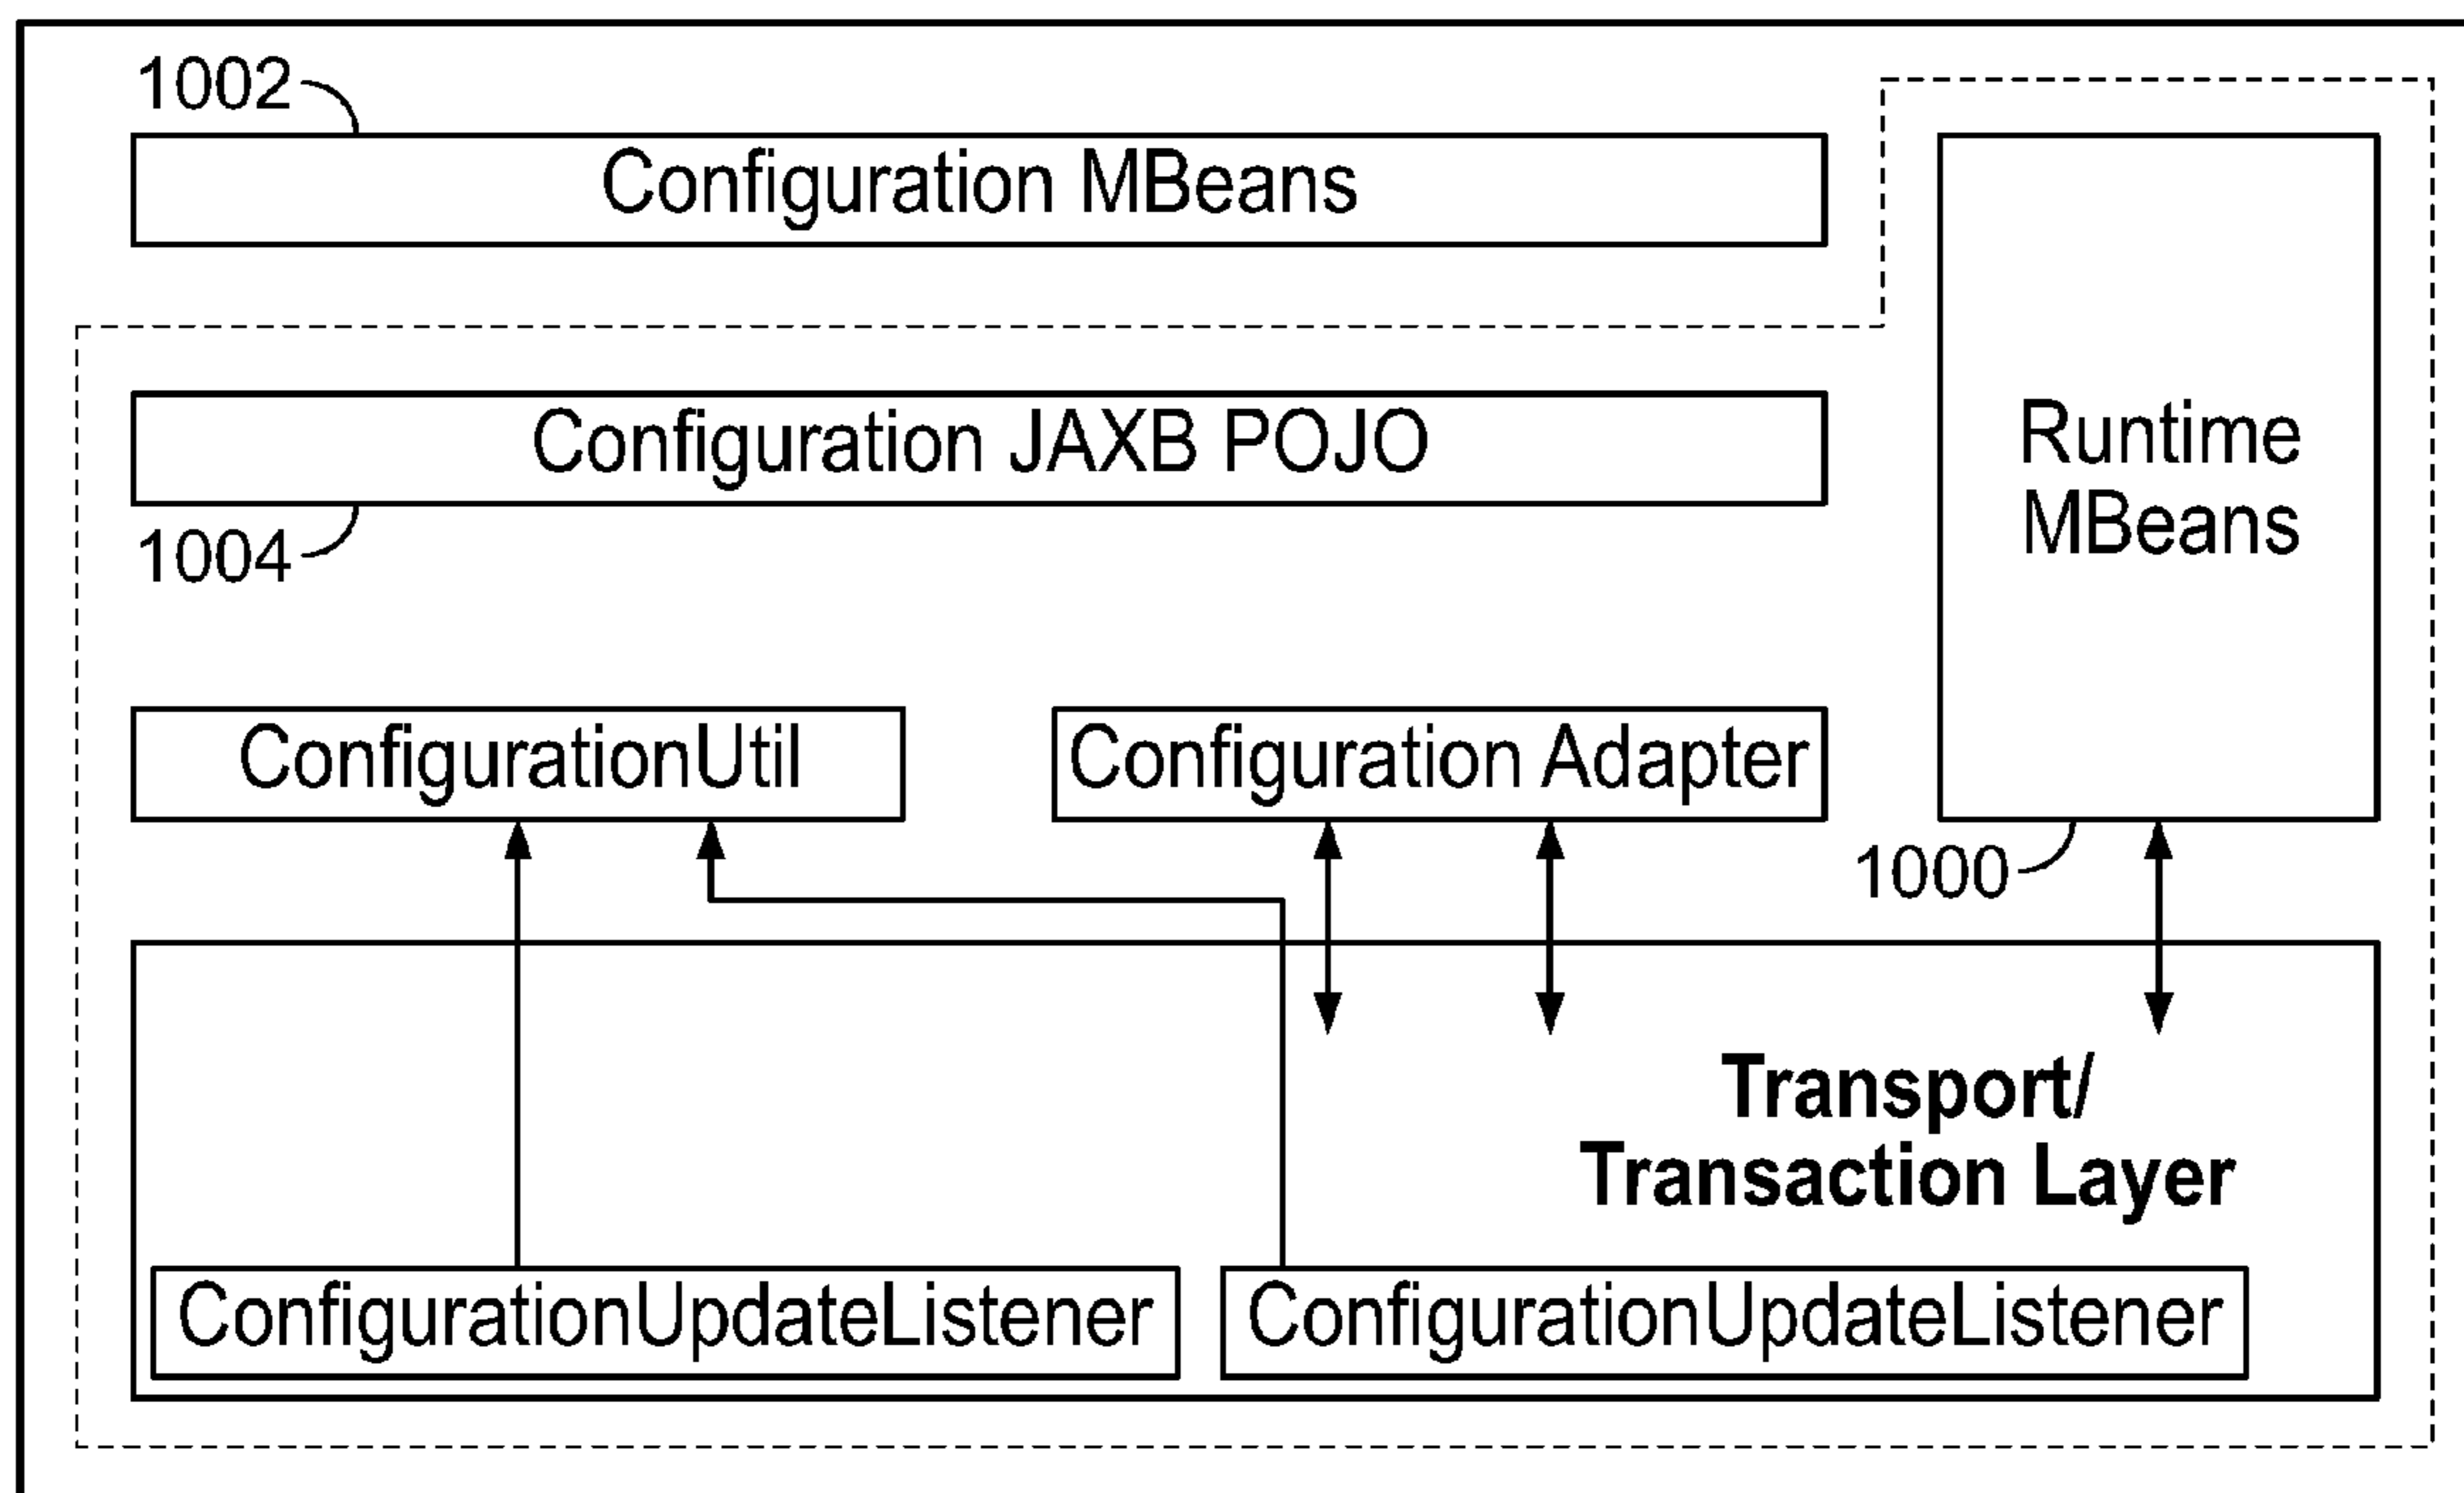 1002
Configuration MBeans
Configuration JAXB POJO
1004
Runtime
MBeans
ConfigurationUtil
Configuration Adapter
1000
Transport/
Transaction Layer
ConfigurationUpdateListener
ConfigurationUpdateListener